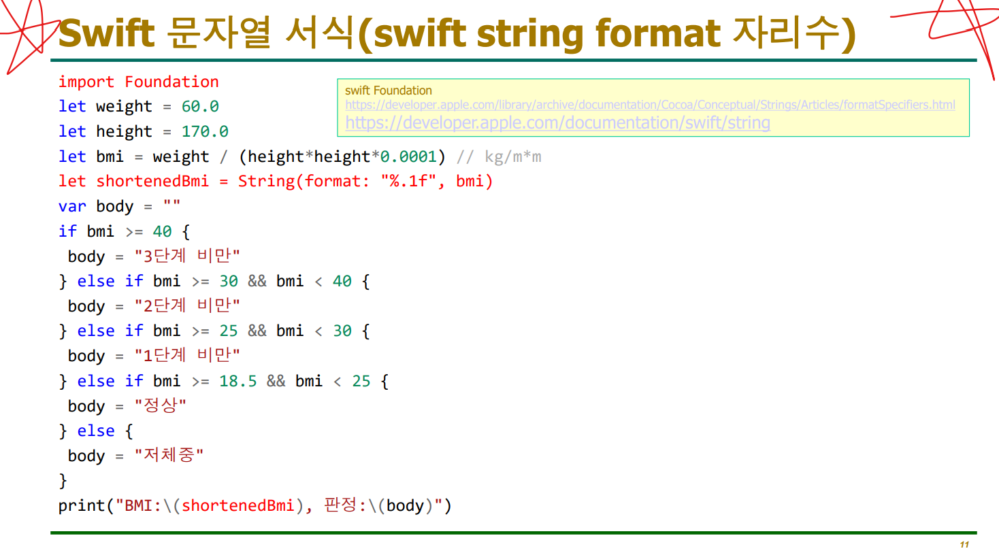 Swift 문자열 서식(swift string format 자리수)
import Foundation
swift Foundation
https://developer.apple.com/library/archive/documentation/Cocoa/Conceptual/Strings/Articles/formatSpecifiers.html
https://developer.apple.com/documentation/swift/string
let weight = 60.0
let height = 170.0
let bmi = weight / (height*height*0.0001) // kg/m*m
let shortenedBmi = String(format: "%.1f", bmi)
var body = ""
if bmi >= 40 {
 body = "3단계 비만"
} else if bmi >= 30 && bmi < 40 {
 body = "2단계 비만"
} else if bmi >= 25 && bmi < 30 {
 body = "1단계 비만"
} else if bmi >= 18.5 && bmi < 25 {
 body = "정상"
} else {
 body = "저체중"
}
print("BMI:\(shortenedBmi), 판정:\(body)")
11